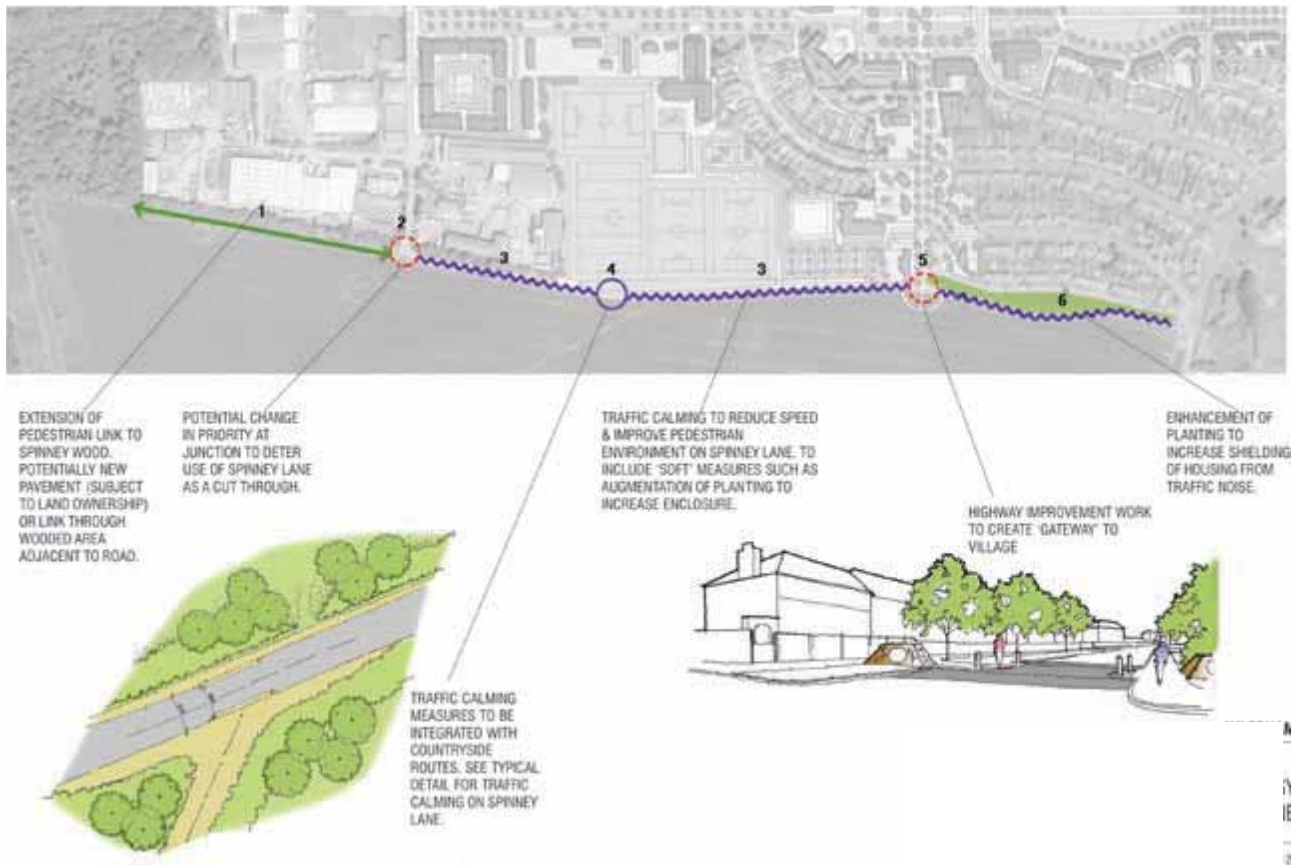 1
2
3
4
3
5
6
EXTENSION OF
PEDESTRIAN LINK TO
SPINNEY WOOD.
POTENTIALLY NEW
PAVEMENT (SUBJECT
TO LAND OWNERSHIP)
OR LINK THROUGH
WOODED AREA
ADJACENT TO ROAD.
POTENTIAL CHANGE
IN PRIORITY AT
JUNCTION TO DETER
USE OF SPINNEY LANE
AS A CUT THROUGH.
TRAFFIC CALMING
MEASURES TO BE
INTEGRATED WITH
COUNTRYSIDE
ROUTES. SEE TYPICAL
DETAIL FOR TRAFFIC
CALMING ON SPINNEY
LANE.
TRAFFIC CALMING TO REDUCE SPEED
& IMPROVE PEDESTRIAN
ENVIRONMENT ON SPINNEY LANE. TO
INCLUDE 'SOFT' MEASURES SUCH AS
AUGMENTATION OF PLANTING TO
INCREASE ENCLOSURE.
HIGHWAY IMPROVEMENT WORK
TO CREATE 'GATEWAY' TO
VILLAGE
ENHANCEMENT OF
PLANTING TO
INCREASE SHIELDING
OF HOUSING FROM
TRAFFIC NOISE.